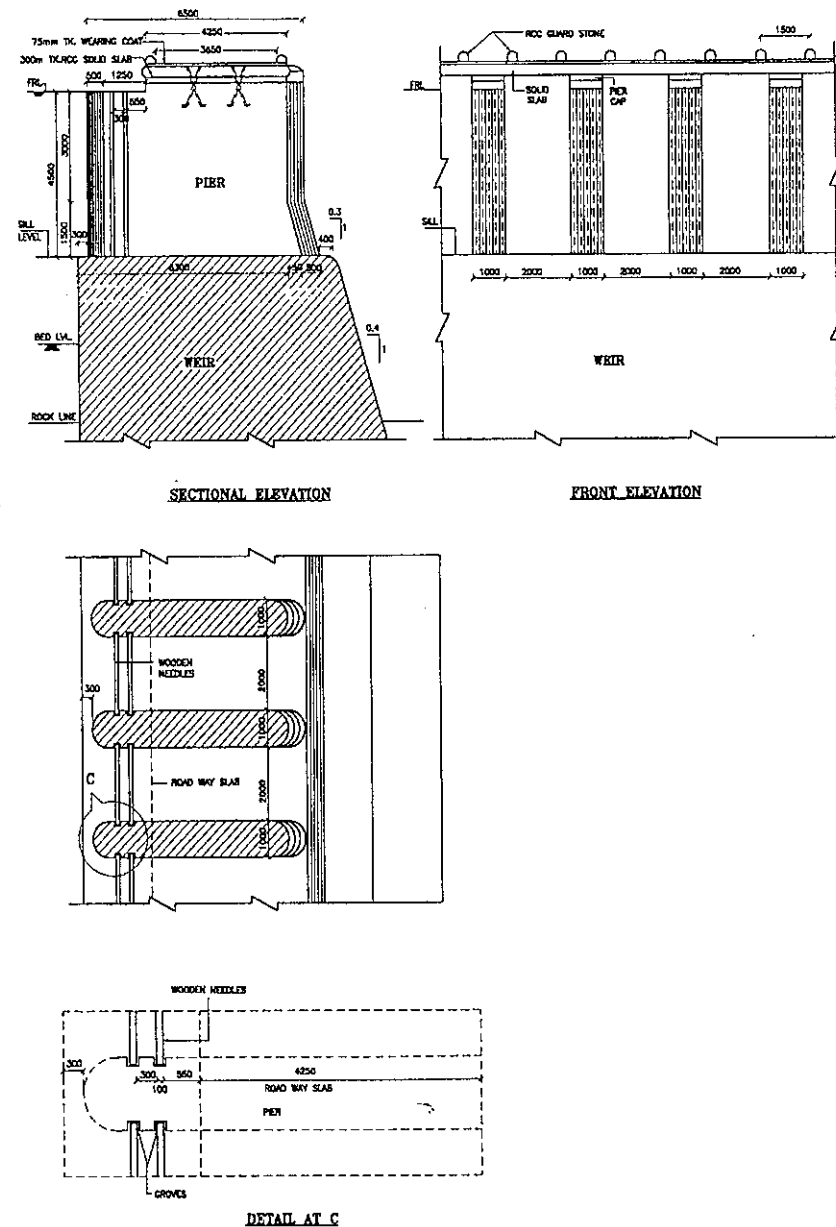 6500
4250
75mm TK. WEARING COAT
3650
300m TK.RCC SOLID SLAB
FRL
500 1250
550
300
3000
4500
1500
PIER
SILL
LEVEL
300
0.3
1
400
6300
BED LVL.
WEIR
0.4
1
ROCK LINE
SECTIONAL ELEVATION
RCC GUARD STONE
1500
FRL
SOLID
SLAB
PIER
CAP
SILL
1000 2000 1000 2000 1000 2000 1000
WEIR
FRONT ELEVATION
1000
WOODEN
NEEDLES
2000
300
1000
C
ROAD WAY SLAB
2000
1000
WOODEN NEEDLES
300
300 550 4250
100
ROAD WAY SLAB
PIER
GROVES
DETAIL AT C